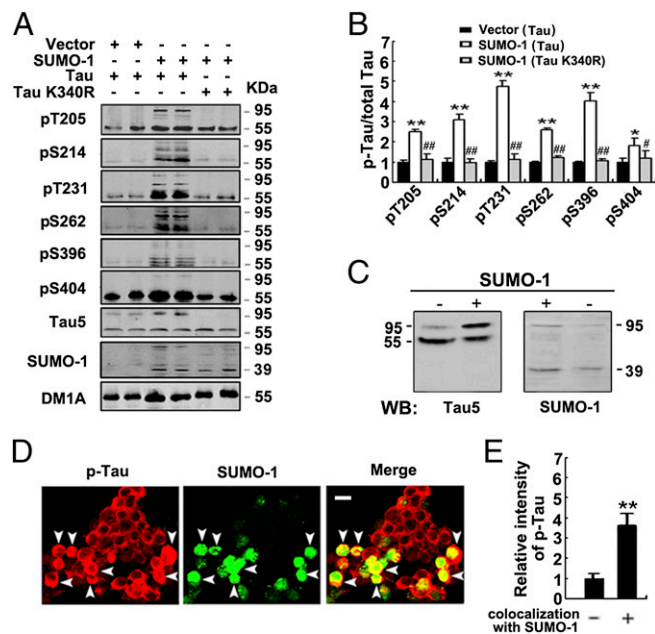 A
Vector + + - - - -
SUMO-1 - - + + + +
Tau + + + + - -
Tau K340R - - - - + +
KDa
pT205
95
55
pS214
95
55
pT231
95
55
pS262
95
55
pS396
95
55
pS404
95
55
Tau5
95
55
SUMO-1
95
39
DM1A
55
B
Vector (Tau)
SUMO-1 (Tau)
SUMO-1 (Tau K340R)
p-Tau/total Tau
7
6
5
4
3
2
1
0
** ## ** ## ** ## ** ## ** ## * #
pT205 pS214 pT231 pS262 pS396 pS404
C
SUMO-1
- + + -
95
55
95
39
WB: Tau5 SUMO-1
D
p-Tau SUMO-1 Merge
E
Relative intensity
of p-Tau
7
6
5
4
3
2
1
0
**
colocalization
with SUMO-1
- +